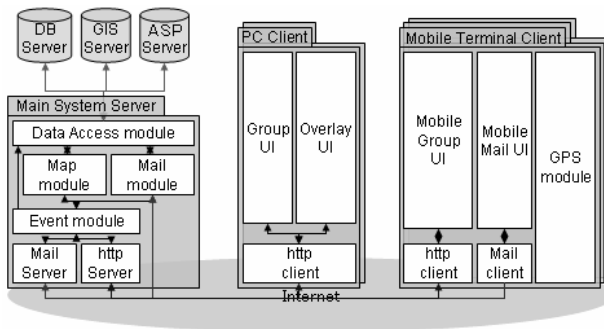 DB
Server
GIS
Server
ASP
Server
Main System Server
Data Access module
Map
module
Mail
module
Event module
Mail
Server
http
Server
PC Client
Group
UI
Overlay
UI
http
client
Mobile Terminal Client
Mobile
Group
UI
Mobile
Mail UI
GPS
module
http
client
Mail
client
Internet